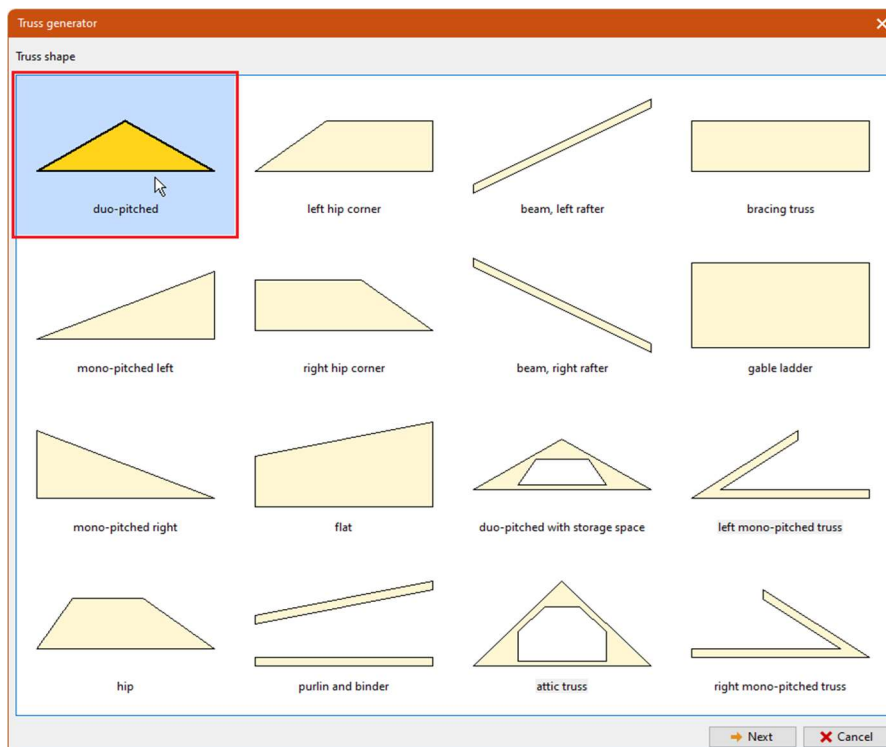 Truss generator
Truss shape
duo-pitched
left hip corner
beam, left rafter
bracing truss
mono-pitched left
right hip corner
beam, right rafter
gable ladder
mono-pitched right
flat
duo-pitched with storage space
left mono-pitched truss
hip
purlin and binder
attic truss
right mono-pitched truss
Next
Cancel